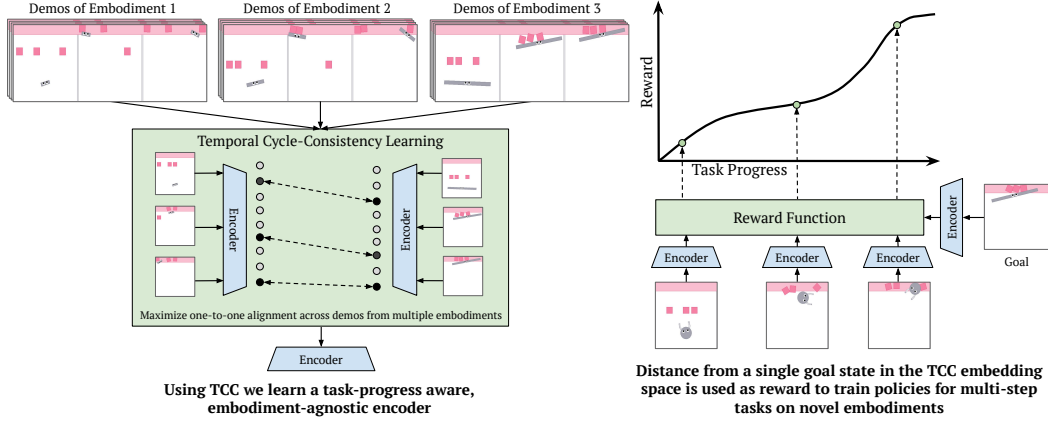 Demos of Embodiment 1
Demos of Embodiment 2
Demos of Embodiment 3
Temporal Cycle-Consistency Learning
Encoder
Encoder
Maximize one-to-one alignment across demos from multiple embodiments
Encoder
Using TCC we learn a task-progress aware,
embodiment-agnostic encoder
Reward
Task Progress
Reward Function
Encoder
Goal
Encoder
Encoder
Encoder
Distance from a single goal state in the TCC embedding
space is used as reward to train policies for multi-step
tasks on novel embodiments